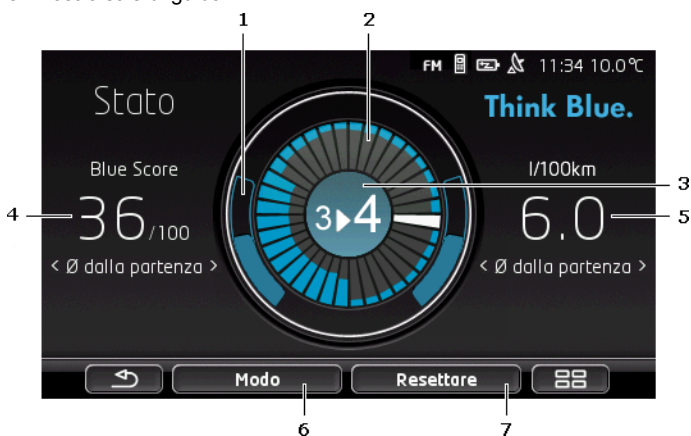 1
2
FM 11:34 10.0°C
Stato
Think Blue.
Blue Score
l/100km
3
4
36/100
3▶4
6.0
5
< Ø dalla partenza >
< Ø dalla partenza >
Modo
Resettare
6
7